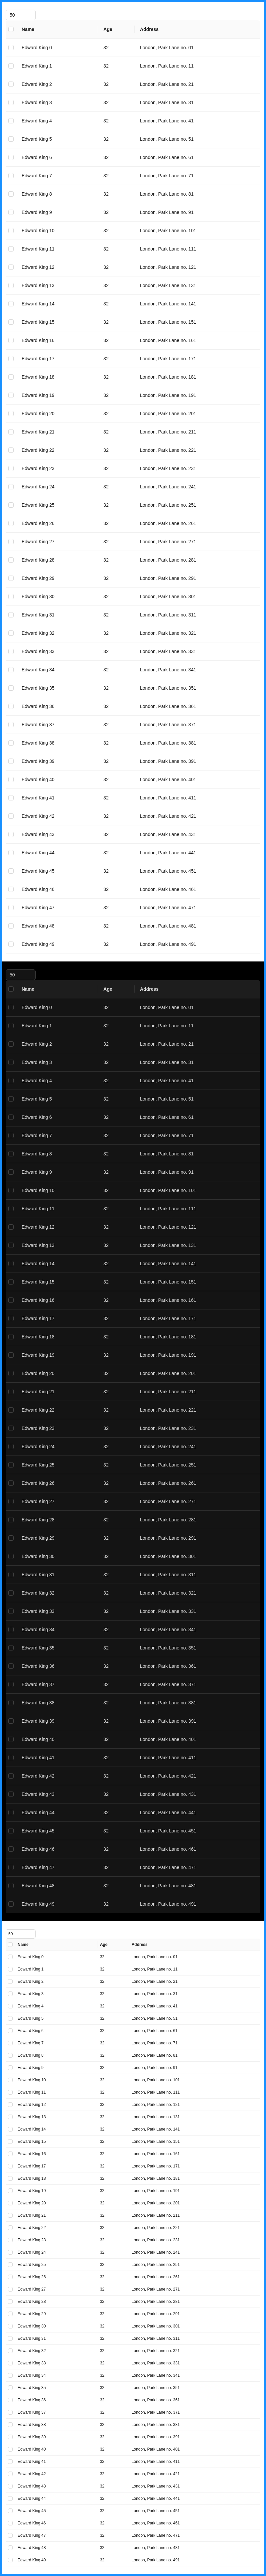 50
Name Age Address
Edward King 0 32 London, Park Lane no. 01
Edward King 1 32 London, Park Lane no. 11
Edward King 2 32 London, Park Lane no. 21
Edward King 3 32 London, Park Lane no. 31
Edward King 4 32 London, Park Lane no. 41
Edward King 5 32 London, Park Lane no. 51
Edward King 6 32 London, Park Lane no. 61
Edward King 7 32 London, Park Lane no. 71
Edward King 8 32 London, Park Lane no. 81
Edward King 9 32 London, Park Lane no. 91
Edward King 10 32 London, Park Lane no. 101
Edward King 11 32 London, Park Lane no. 111
Edward King 12 32 London, Park Lane no. 121
Edward King 13 32 London, Park Lane no. 131
Edward King 14 32 London, Park Lane no. 141
Edward King 15 32 London, Park Lane no. 151
Edward King 16 32 London, Park Lane no. 161
Edward King 17 32 London, Park Lane no. 171
Edward King 18 32 London, Park Lane no. 181
Edward King 19 32 London, Park Lane no. 191
Edward King 20 32 London, Park Lane no. 201
Edward King 21 32 London, Park Lane no. 211
Edward King 22 32 London, Park Lane no. 221
Edward King 23 32 London, Park Lane no. 231
Edward King 24 32 London, Park Lane no. 241
Edward King 25 32 London, Park Lane no. 251
Edward King 26 32 London, Park Lane no. 261
Edward King 27 32 London, Park Lane no. 271
Edward King 28 32 London, Park Lane no. 281
Edward King 29 32 London, Park Lane no. 291
Edward King 30 32 London, Park Lane no. 301
Edward King 31 32 London, Park Lane no. 311
Edward King 32 32 London, Park Lane no. 321
Edward King 33 32 London, Park Lane no. 331
Edward King 34 32 London, Park Lane no. 341
Edward King 35 32 London, Park Lane no. 351
Edward King 36 32 London, Park Lane no. 361
Edward King 37 32 London, Park Lane no. 371
Edward King 38 32 London, Park Lane no. 381
Edward King 39 32 London, Park Lane no. 391
Edward King 40 32 London, Park Lane no. 401
Edward King 41 32 London, Park Lane no. 411
Edward King 42 32 London, Park Lane no. 421
Edward King 43 32 London, Park Lane no. 431
Edward King 44 32 London, Park Lane no. 441
Edward King 45 32 London, Park Lane no. 451
Edward King 46 32 London, Park Lane no. 461
Edward King 47 32 London, Park Lane no. 471
Edward King 48 32 London, Park Lane no. 481
Edward King 49 32 London, Park Lane no. 491
50
Name Age Address
Edward King 0 32 London, Park Lane no. 01
Edward King 1 32 London, Park Lane no. 11
Edward King 2 32 London, Park Lane no. 21
Edward King 3 32 London, Park Lane no. 31
Edward King 4 32 London, Park Lane no. 41
Edward King 5 32 London, Park Lane no. 51
Edward King 6 32 London, Park Lane no. 61
Edward King 7 32 London, Park Lane no. 71
Edward King 8 32 London, Park Lane no. 81
Edward King 9 32 London, Park Lane no. 91
Edward King 10 32 London, Park Lane no. 101
Edward King 11 32 London, Park Lane no. 111
Edward King 12 32 London, Park Lane no. 121
Edward King 13 32 London, Park Lane no. 131
Edward King 14 32 London, Park Lane no. 141
Edward King 15 32 London, Park Lane no. 151
Edward King 16 32 London, Park Lane no. 161
Edward King 17 32 London, Park Lane no. 171
Edward King 18 32 London, Park Lane no. 181
Edward King 19 32 London, Park Lane no. 191
Edward King 20 32 London, Park Lane no. 201
Edward King 21 32 London, Park Lane no. 211
Edward King 22 32 London, Park Lane no. 221
Edward King 23 32 London, Park Lane no. 231
Edward King 24 32 London, Park Lane no. 241
Edward King 25 32 London, Park Lane no. 251
Edward King 26 32 London, Park Lane no. 261
Edward King 27 32 London, Park Lane no. 271
Edward King 28 32 London, Park Lane no. 281
Edward King 29 32 London, Park Lane no. 291
Edward King 30 32 London, Park Lane no. 301
Edward King 31 32 London, Park Lane no. 311
Edward King 32 32 London, Park Lane no. 321
Edward King 33 32 London, Park Lane no. 331
Edward King 34 32 London, Park Lane no. 341
Edward King 35 32 London, Park Lane no. 351
Edward King 36 32 London, Park Lane no. 361
Edward King 37 32 London, Park Lane no. 371
Edward King 38 32 London, Park Lane no. 381
Edward King 39 32 London, Park Lane no. 391
Edward King 40 32 London, Park Lane no. 401
Edward King 41 32 London, Park Lane no. 411
Edward King 42 32 London, Park Lane no. 421
Edward King 43 32 London, Park Lane no. 431
Edward King 44 32 London, Park Lane no. 441
Edward King 45 32 London, Park Lane no. 451
Edward King 46 32 London, Park Lane no. 461
Edward King 47 32 London, Park Lane no. 471
Edward King 48 32 London, Park Lane no. 481
Edward King 49 32 London, Park Lane no. 491
50
Name Age Address
Edward King 0 32 London, Park Lane no. 01
Edward King 1 32 London, Park Lane no. 11
Edward King 2 32 London, Park Lane no. 21
Edward King 3 32 London, Park Lane no. 31
Edward King 4 32 London, Park Lane no. 41
Edward King 5 32 London, Park Lane no. 51
Edward King 6 32 London, Park Lane no. 61
Edward King 7 32 London, Park Lane no. 71
Edward King 8 32 London, Park Lane no. 81
Edward King 9 32 London, Park Lane no. 91
Edward King 10 32 London, Park Lane no. 101
Edward King 11 32 London, Park Lane no. 111
Edward King 12 32 London, Park Lane no. 121
Edward King 13 32 London, Park Lane no. 131
Edward King 14 32 London, Park Lane no. 141
Edward King 15 32 London, Park Lane no. 151
Edward King 16 32 London, Park Lane no. 161
Edward King 17 32 London, Park Lane no. 171
Edward King 18 32 London, Park Lane no. 181
Edward King 19 32 London, Park Lane no. 191
Edward King 20 32 London, Park Lane no. 201
Edward King 21 32 London, Park Lane no. 211
Edward King 22 32 London, Park Lane no. 221
Edward King 23 32 London, Park Lane no. 231
Edward King 24 32 London, Park Lane no. 241
Edward King 25 32 London, Park Lane no. 251
Edward King 26 32 London, Park Lane no. 261
Edward King 27 32 London, Park Lane no. 271
Edward King 28 32 London, Park Lane no. 281
Edward King 29 32 London, Park Lane no. 291
Edward King 30 32 London, Park Lane no. 301
Edward King 31 32 London, Park Lane no. 311
Edward King 32 32 London, Park Lane no. 321
Edward King 33 32 London, Park Lane no. 331
Edward King 34 32 London, Park Lane no. 341
Edward King 35 32 London, Park Lane no. 351
Edward King 36 32 London, Park Lane no. 361
Edward King 37 32 London, Park Lane no. 371
Edward King 38 32 London, Park Lane no. 381
Edward King 39 32 London, Park Lane no. 391
Edward King 40 32 London, Park Lane no. 401
Edward King 41 32 London, Park Lane no. 411
Edward King 42 32 London, Park Lane no. 421
Edward King 43 32 London, Park Lane no. 431
Edward King 44 32 London, Park Lane no. 441
Edward King 45 32 London, Park Lane no. 451
Edward King 46 32 London, Park Lane no. 461
Edward King 47 32 London, Park Lane no. 471
Edward King 48 32 London, Park Lane no. 481
Edward King 49 32 London, Park Lane no. 491